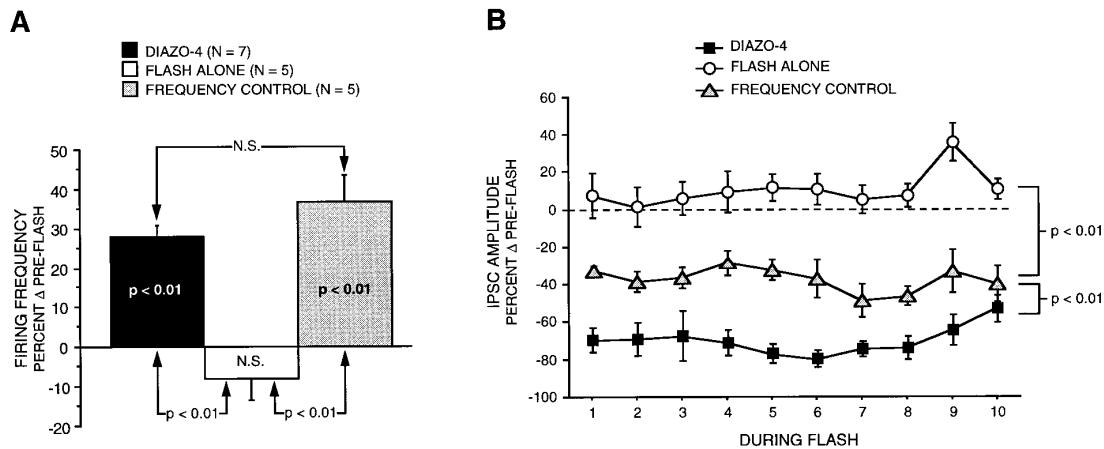 A
DIAZO-4 (N = 7)
FLASH ALONE (N = 5)
FREQUENCY CONTROL (N = 5)
FIRING FREQUENCY
PERCENT Δ PRE-FLASH
50
40
30
20
10
0
-10
-20
N.S.
p < 0.01
p < 0.01
N.S.
p < 0.01
p < 0.01
B
DIAZO-4
FLASH ALONE
FREQUENCY CONTROL
IPSC AMPLITUDE
PERCENT Δ PRE-FLASH
60
40
20
0
-20
-40
-60
-80
-100
p < 0.01
p < 0.01
1 2 3 4 5 6 7 8 9 10
DURING FLASH